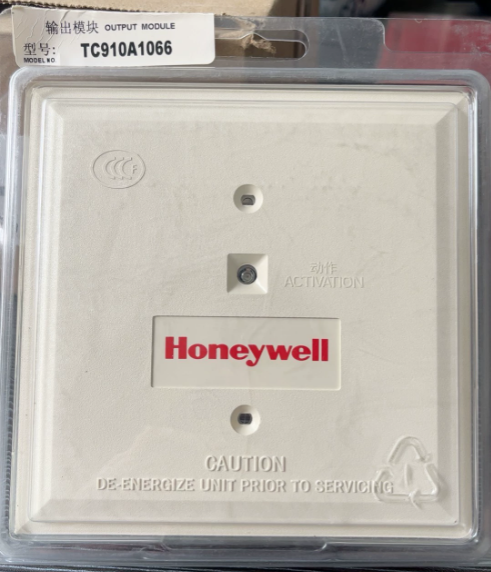 输出模块 OUTPUT MODULE
型号: TC910A1066
MODEL NO
CCCF
动作
ACTIVATION
Honeywell
CAUTION
DE-ENERGIZE UNIT PRIOR TO SERVICING